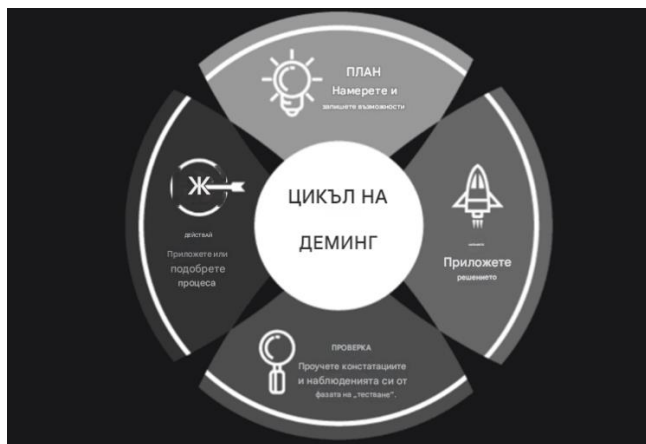 ПЛАН
Намерете и
запишете възможности
ЦИКЪЛ НА
ДЕМИНГ
Приложете
решението
ПРОВЕРКА
Проучете констатациите
и наблюденията си от
фазата на „тестване“.
Ж
ДЕЙСТВАЙ
Приложете или
подобрете
процеса